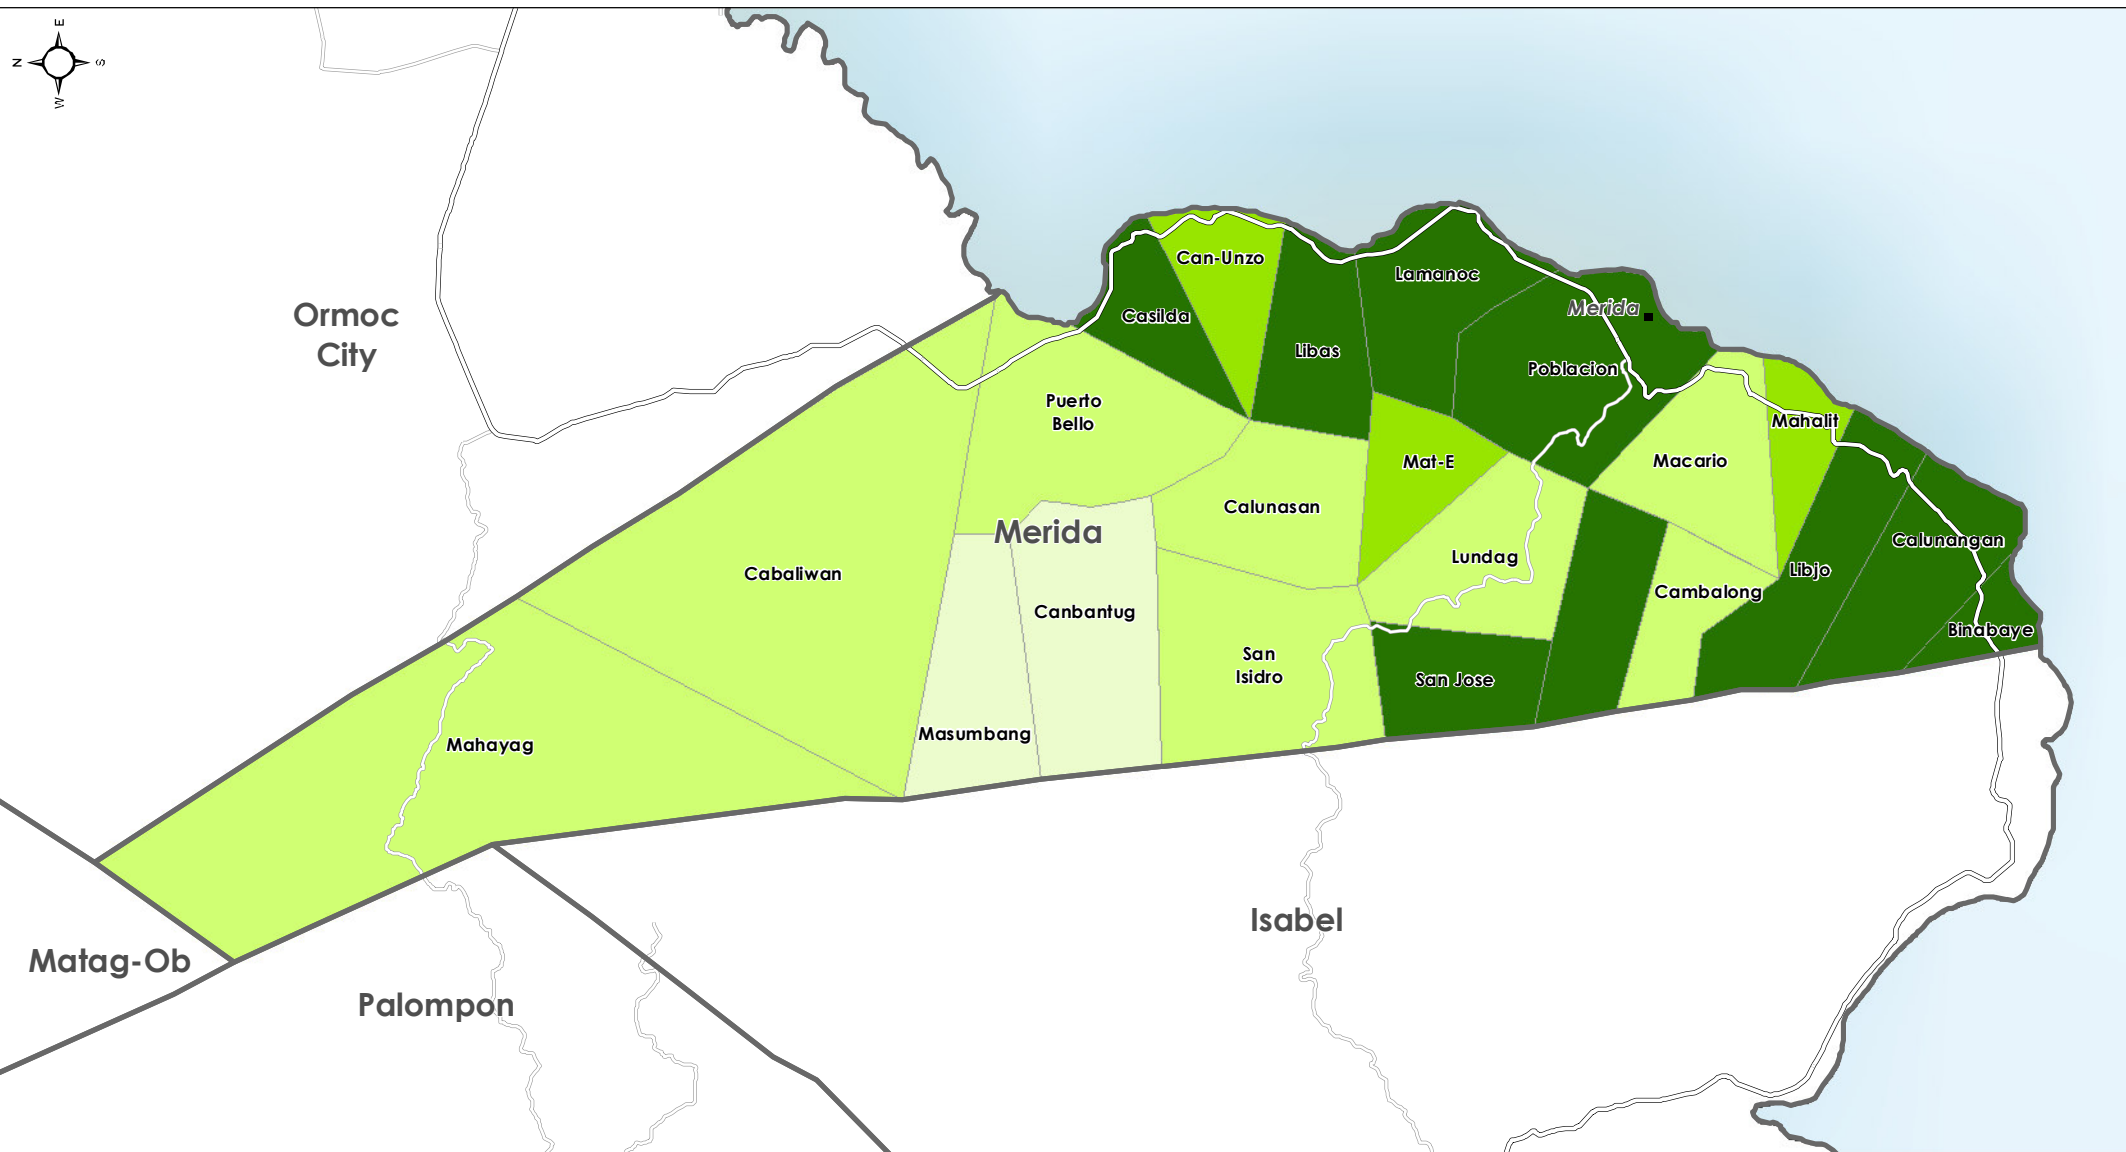 E
N
S
W
Ormoc
City
Can-Unzo
Lamanoc
Casilda
Merida
Libas
Poblacion
Puerto
Bello
Mahalit
Mat-E
Macario
Calunasan
Merida
Calunangan
Lundag
Libjo
Cabaliwan
Cambalong
Canbantug
Binabaye
San
Isidro
San Jose
Masumbang
Mahayag
Isabel
Matag-Ob
Palompon